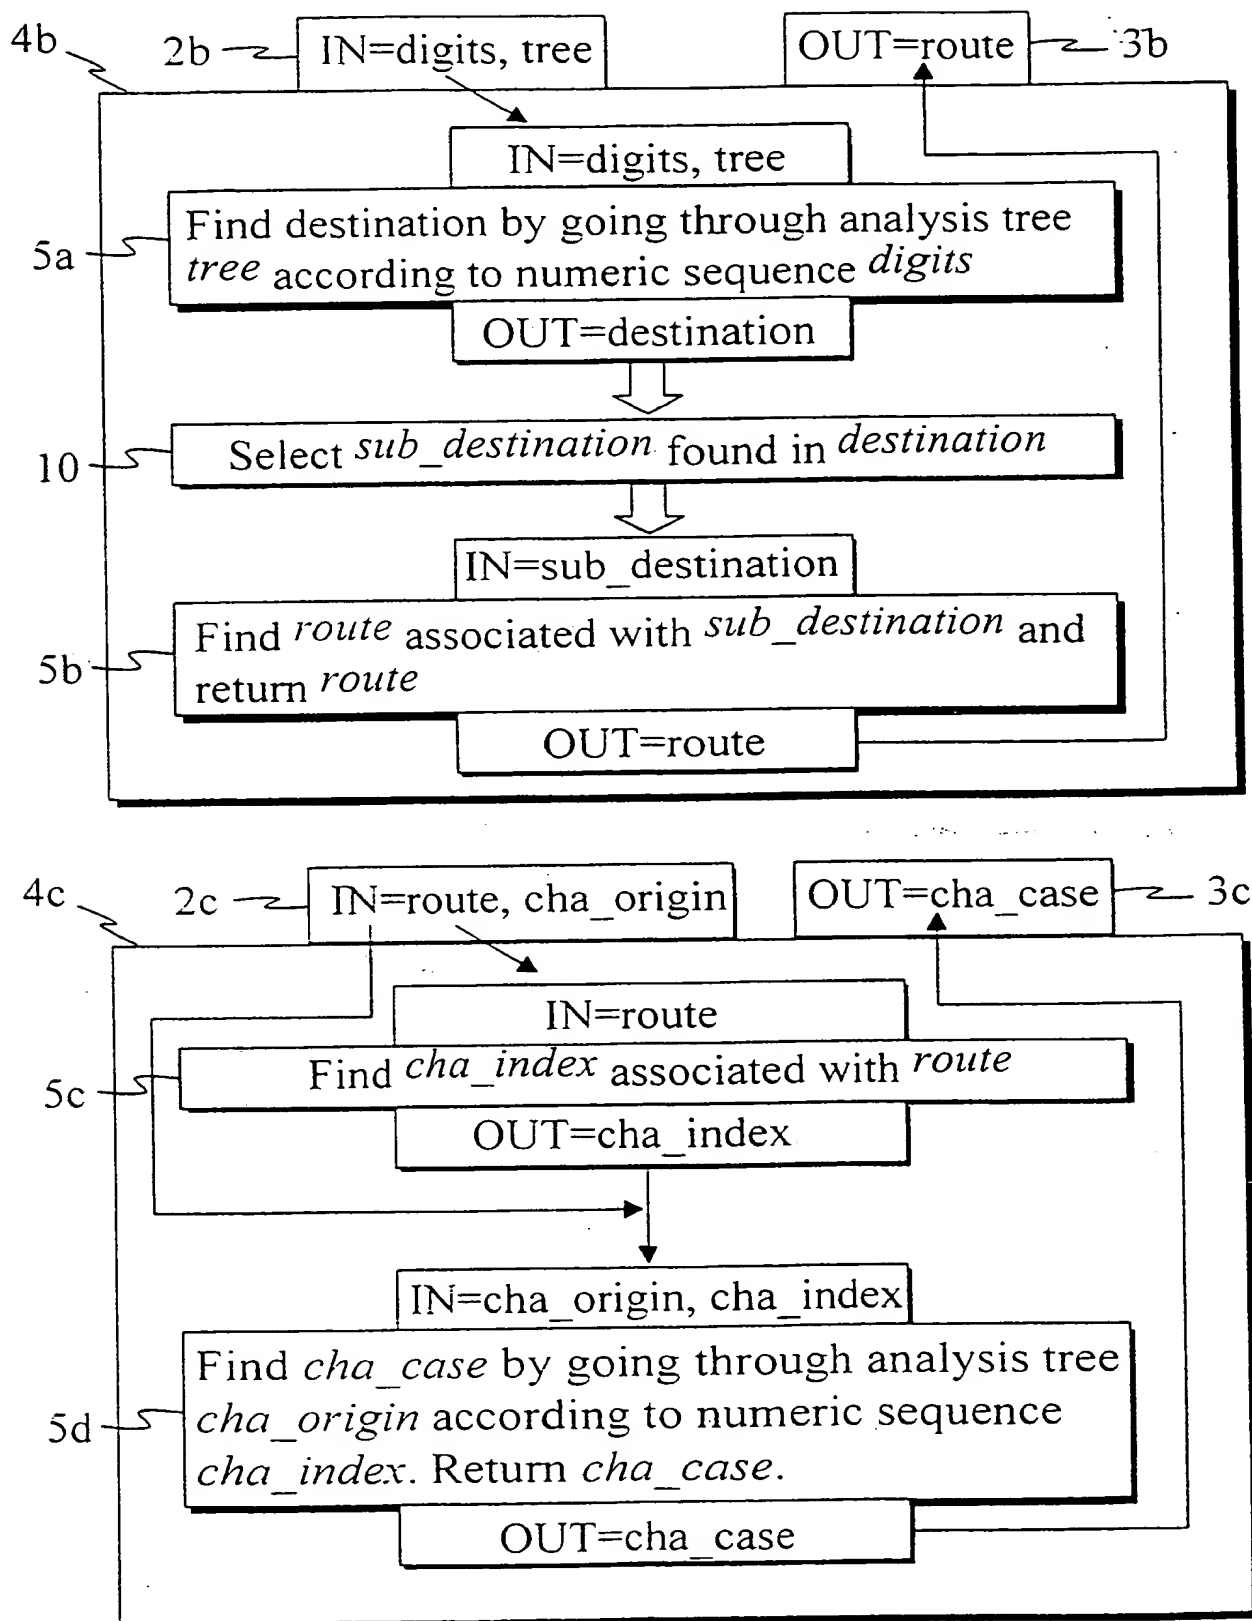 4b
2b
IN=digits, tree
OUT=route
3b
IN=digits, tree
5a
Find destination by going through analysis tree
tree according to numeric sequence digits
OUT=destination
10
Select sub_destination found in destination
IN=sub_destination
5b
Find route associated with sub_destination and
return route
OUT=route
4c
2c
IN=route, cha_origin
OUT=cha_case
3c
IN=route
5c
Find cha_index associated with route
OUT=cha_index
IN=cha_origin, cha_index
5d
Find cha_case by going through analysis tree
cha_origin according to numeric sequence
cha_index. Return cha_case.
OUT=cha_case